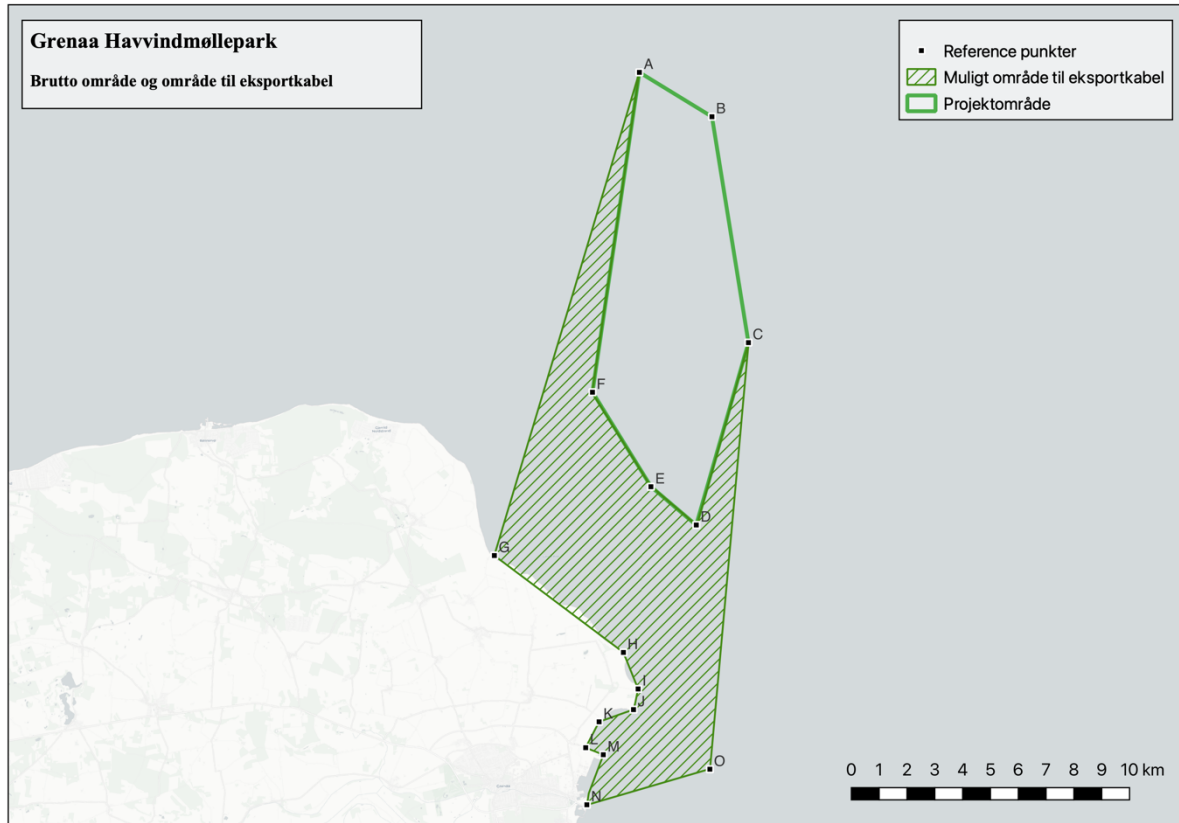 Grenaa Havvindmøllepark
Brutto område og område til eksportkabel
Reference punkter
Muligt område til eksportkabel
Projektområde
A
B
C
F
E
D
G
H
I
J
K
L
M
O
N
0 1 2 3 4 5 6 7 8 9 10 km